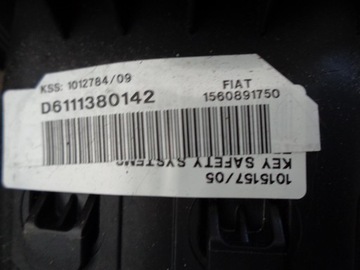 KSS: 1012784/09
FIAT
D6111380142
1560891750
1015157/05
KEY SAFETY SYSTEMS